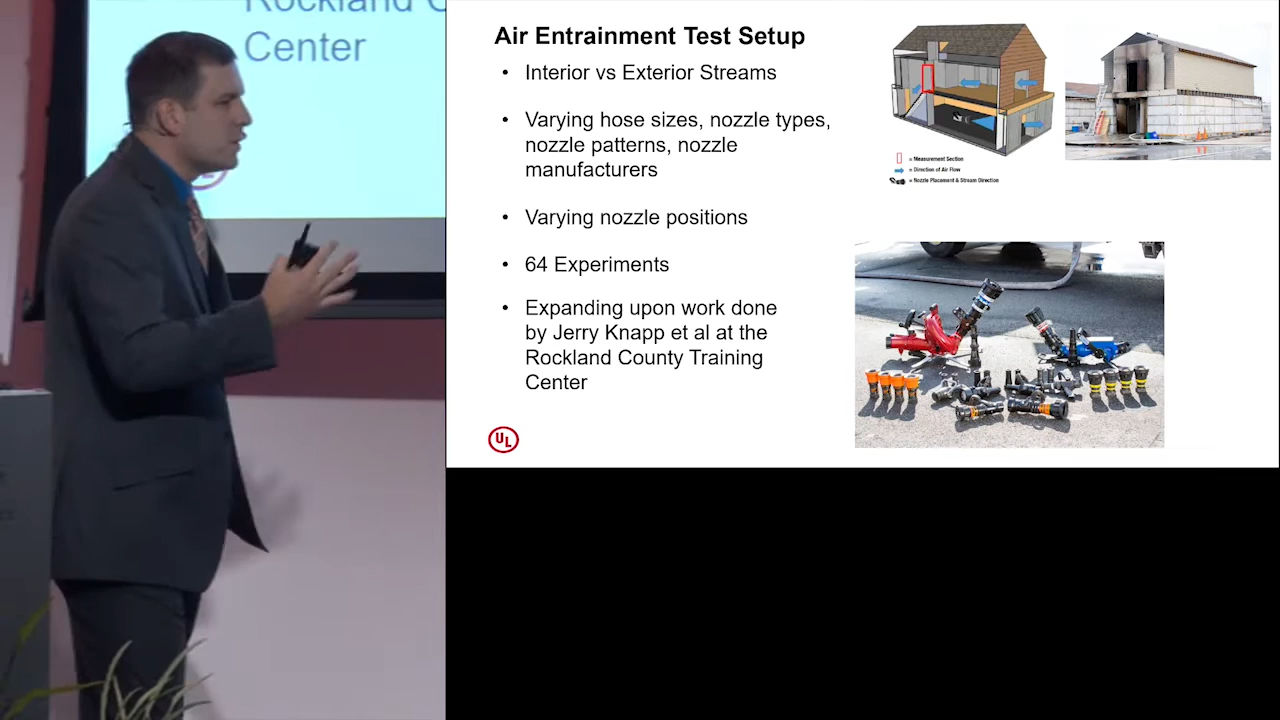 Rockland C
Center
Air Entrainment Test Setup
• Interior vs Exterior Streams
• Varying hose sizes, nozzle types,
nozzle patterns, nozzle
manufacturers
• Varying nozzle positions
• 64 Experiments
• Expanding upon work done
by Jerry Knapp et al at the
Rockland County Training
Center
= Measurement Section
= Direction of Air Flow
= Nozzle Placement & Stream Direction
UL